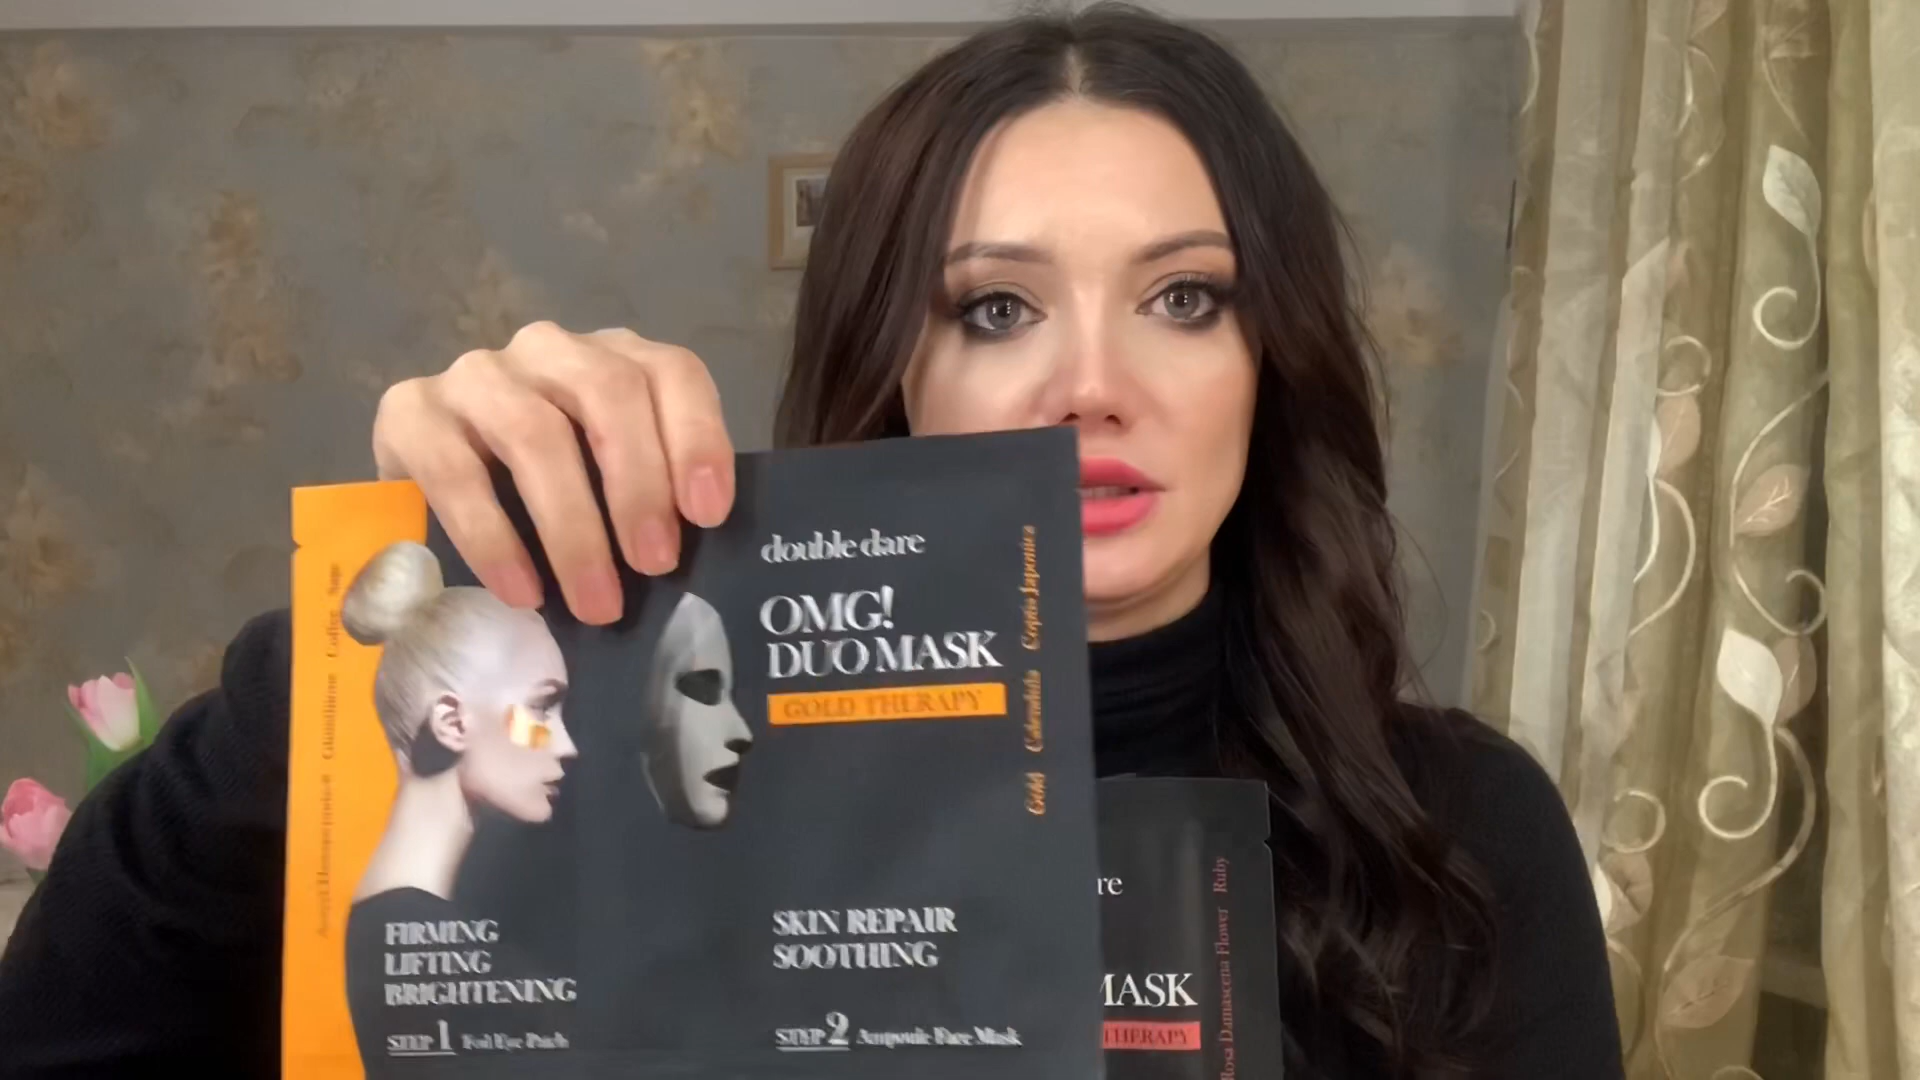 double dare
OMG!
DUO MASK
GOLD THERAPY
Gold Calendula Coptis Japonica
Glutathione Coffee Sage
FIRMING
LIFTING
BRIGHTENING
STEP 1 Foil Eye Patch
SKIN REPAIR
SOOTHING
STEP 2 Ampoule Face Mask
re
MASK
THERAPY
Rosa Damascena Flower Ruby